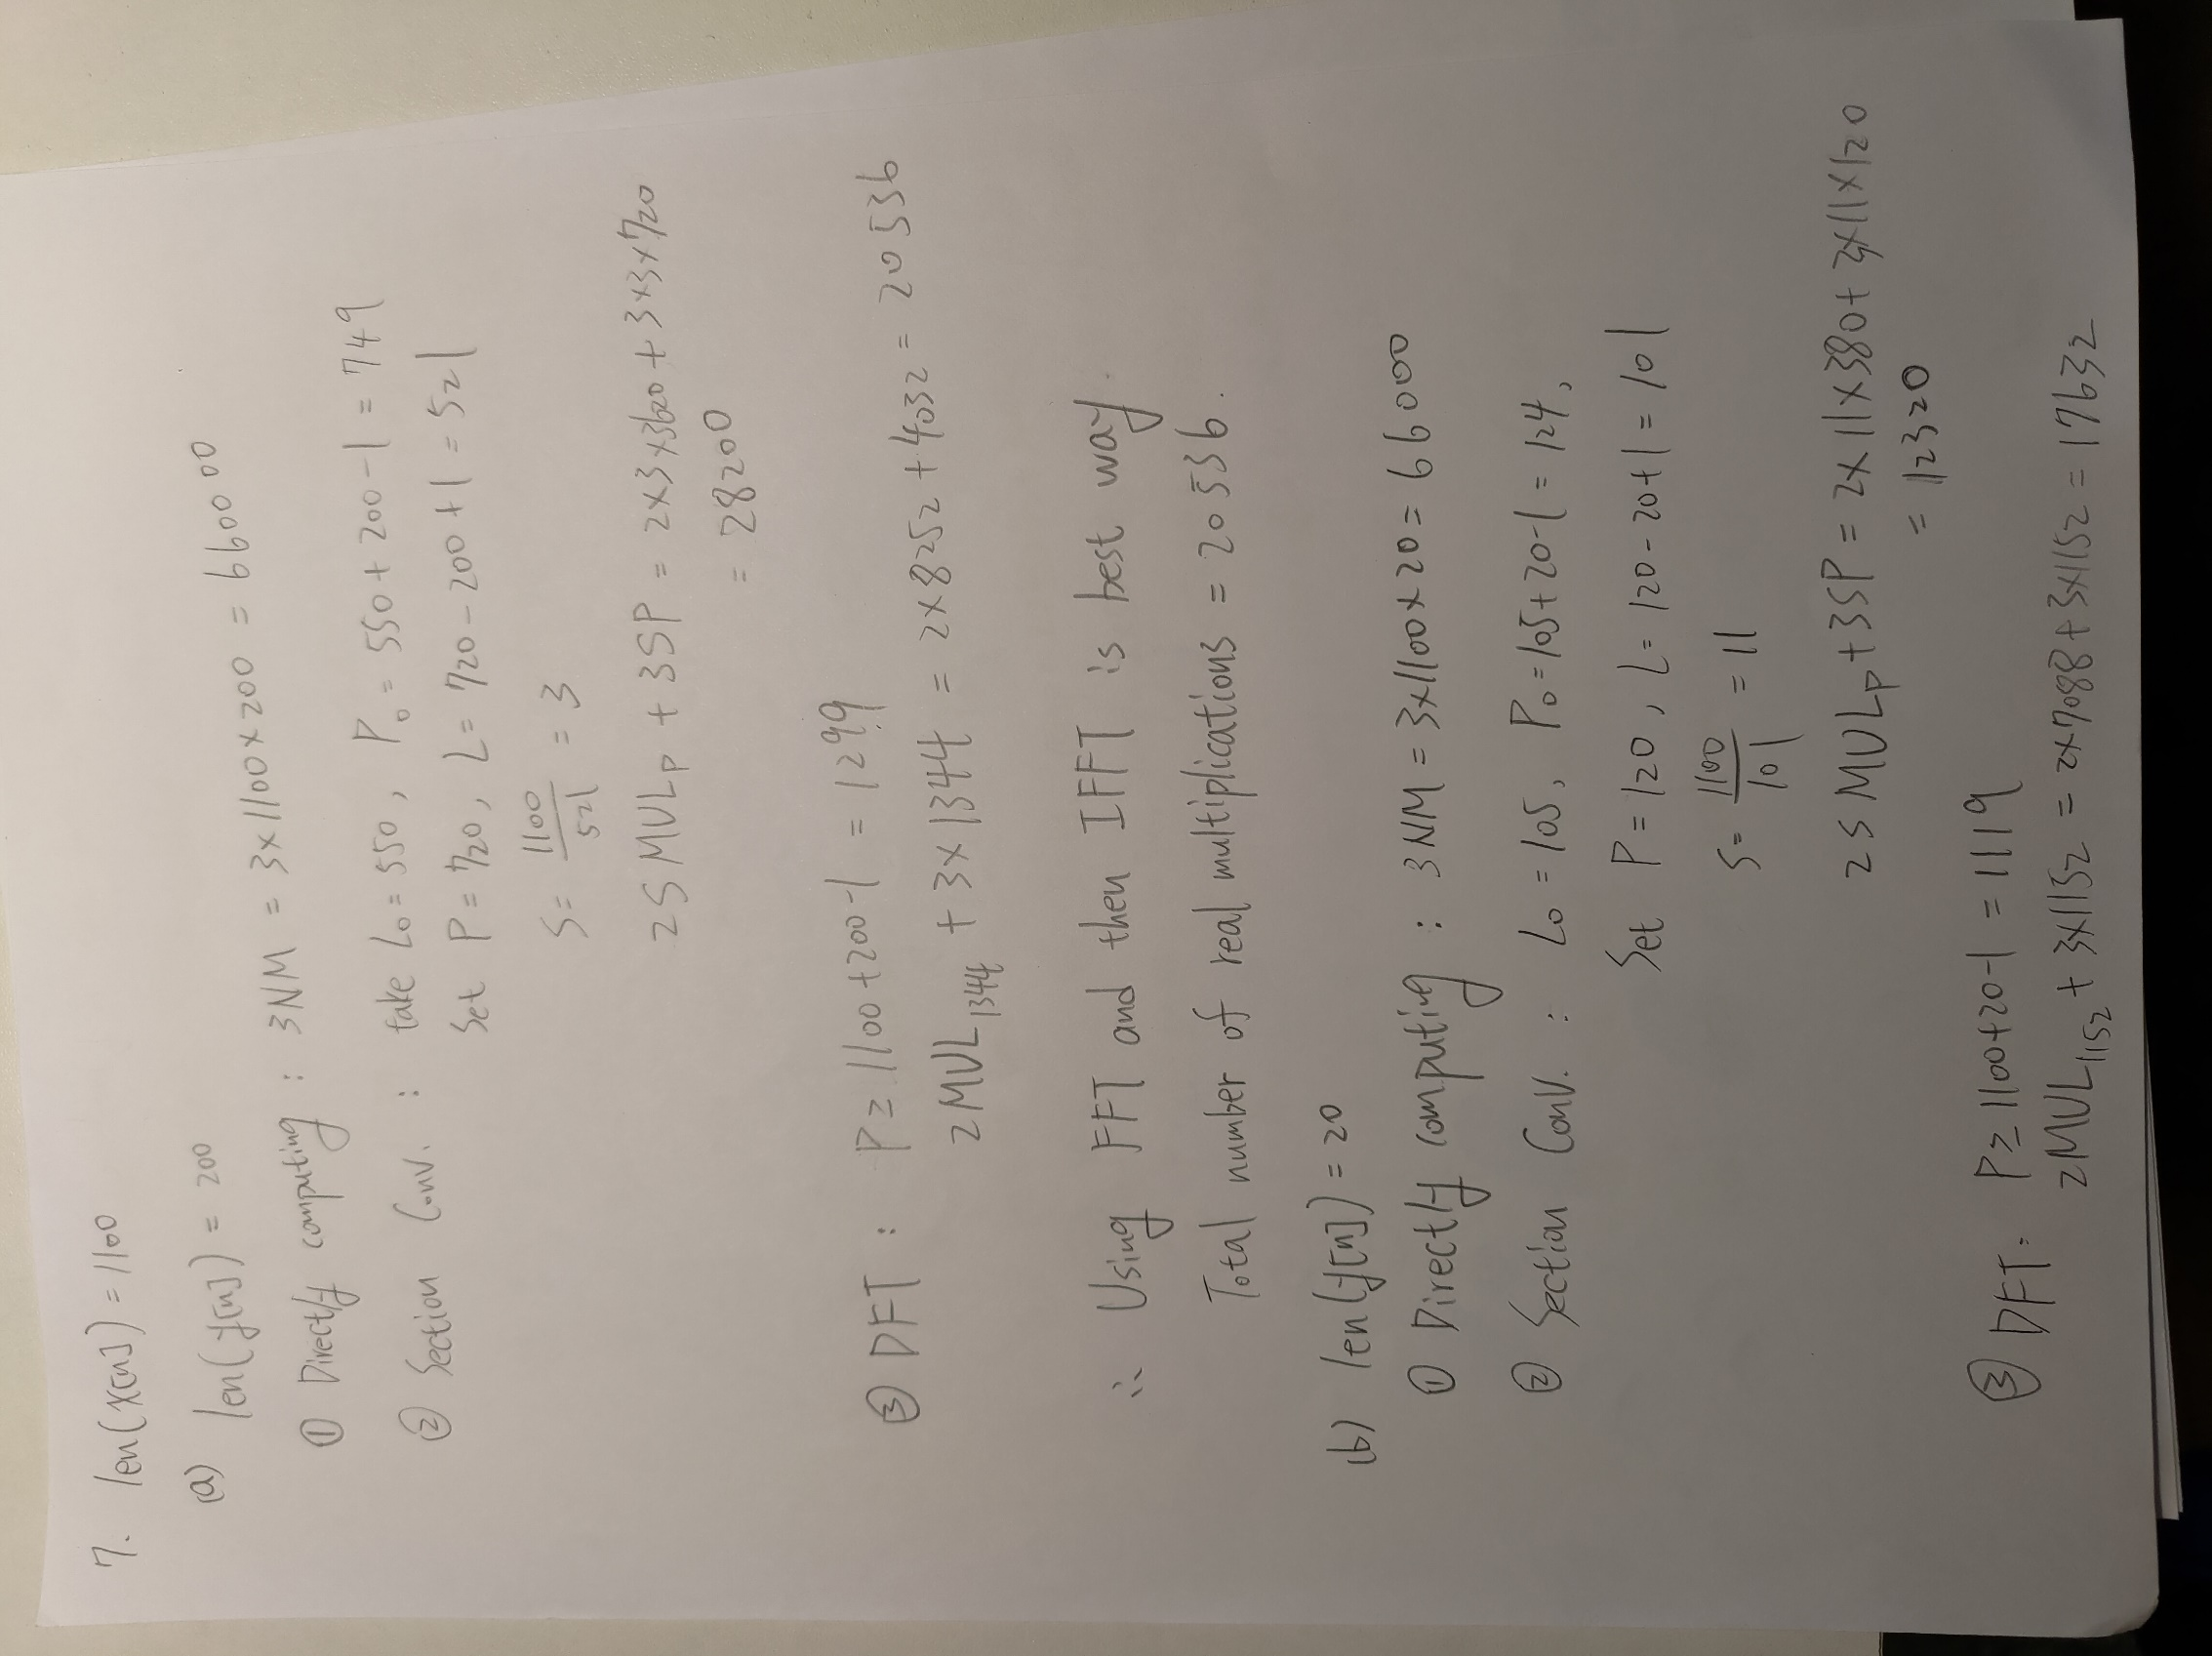 7. len(x[n]) = 1100
(a) len(y[n]) = 200
① Directly computing : 3NM = 3×1100×200 = 660000
② Section Conv. : take L₀ = 550, P₀ = 550+200-1 = 749
Set P = 720, L = 720-200+1 = 521
S = 1100/521 = 3
2S MULₚ + 3SP = 2×3×3620+3×3×720
= 28200
③ DFT : P ≥ 1100+200-1 = 1299
2MUL₁₃₄₄ + 3×1344 = 2×8252+4032 = 20536
∴ Using FFT and then IFFT is best way.
Total number of real multiplications = 20536.
(b) len(y[n]) = 20
① Directly computing : 3NM = 3×1100×20 = 66000
② Section Conv. : L₀ = 105, P₀ = 105+20-1 = 124,
Set P = 120, L = 120-20+1 = 101
S = 1100/101 = 11
2S MULₚ + 3SP = 2×11×380+3×11×120
= 12320
③ DFT: P ≥ 1100+20-1 = 1119
2MUL₁₁₅₂ + 3×1152 = 2×7088+3×1152 = 17632